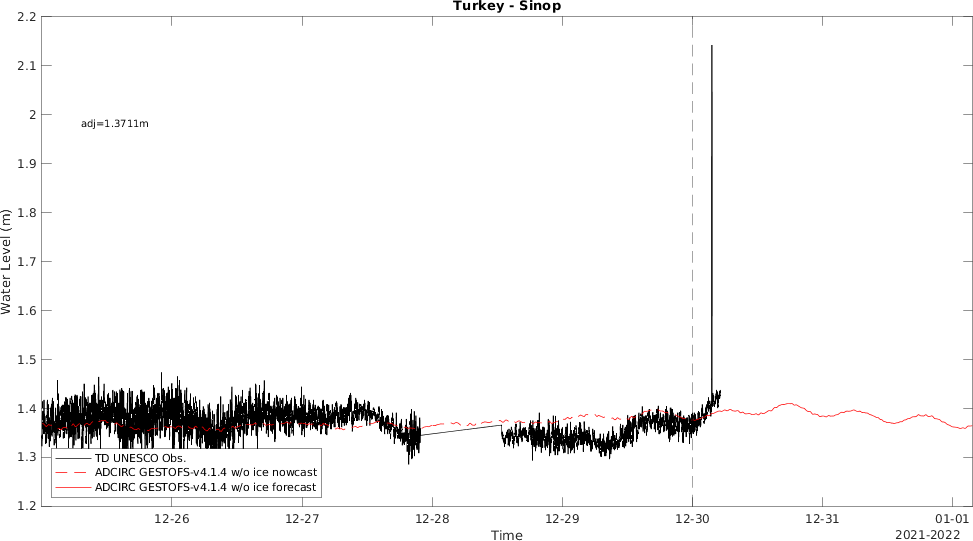 Turkey - Sinop
2.2
2.1
2
1.9
1.8
1.7
1.6
1.5
1.4
1.3
1.2
Water Level (m)
adj=1.3711m
TD UNESCO Obs.
ADCIRC GESTOFS-v4.1.4 w/o ice nowcast
ADCIRC GESTOFS-v4.1.4 w/o ice forecast
12-26 12-27 12-28 12-29 12-30 12-31 01-01
Time
2021-2022